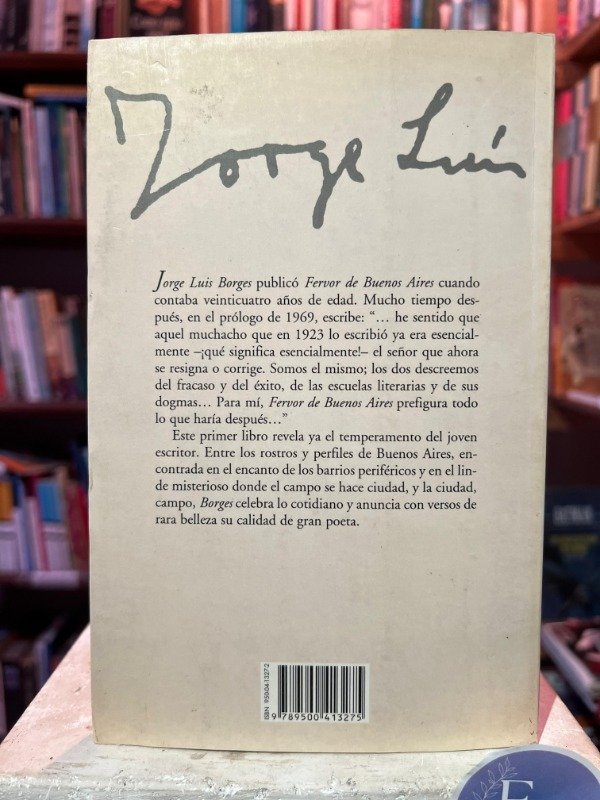 Jorge Luis
Jorge Luis Borges publicó Fervor de Buenos Aires cuando
contaba veinticuatro años de edad. Mucho tiempo des-
pués, en el prólogo de 1969, escribe: “… he sentido que
aquel muchacho que en 1923 lo escribió ya era esencial-
mente –¡qué significa esencialmente!– el señor que ahora
se resigna o corrige. Somos el mismo; los dos descreemos
del fracaso y del éxito, de las escuelas literarias y de sus
dogmas… Para mí, Fervor de Buenos Aires prefigura todo
lo que haría después…”
Este primer libro revela ya el temperamento del joven
escritor. Entre los rostros y perfiles de Buenos Aires, en-
contrada en el encanto de los barrios periféricos y en el lin-
de misterioso donde el campo se hace ciudad, y la ciudad,
campo, Borges celebra lo cotidiano y anuncia con versos de
rara belleza su calidad de gran poeta.
ISBN 950-04-1327-2
9 789500 413275
E